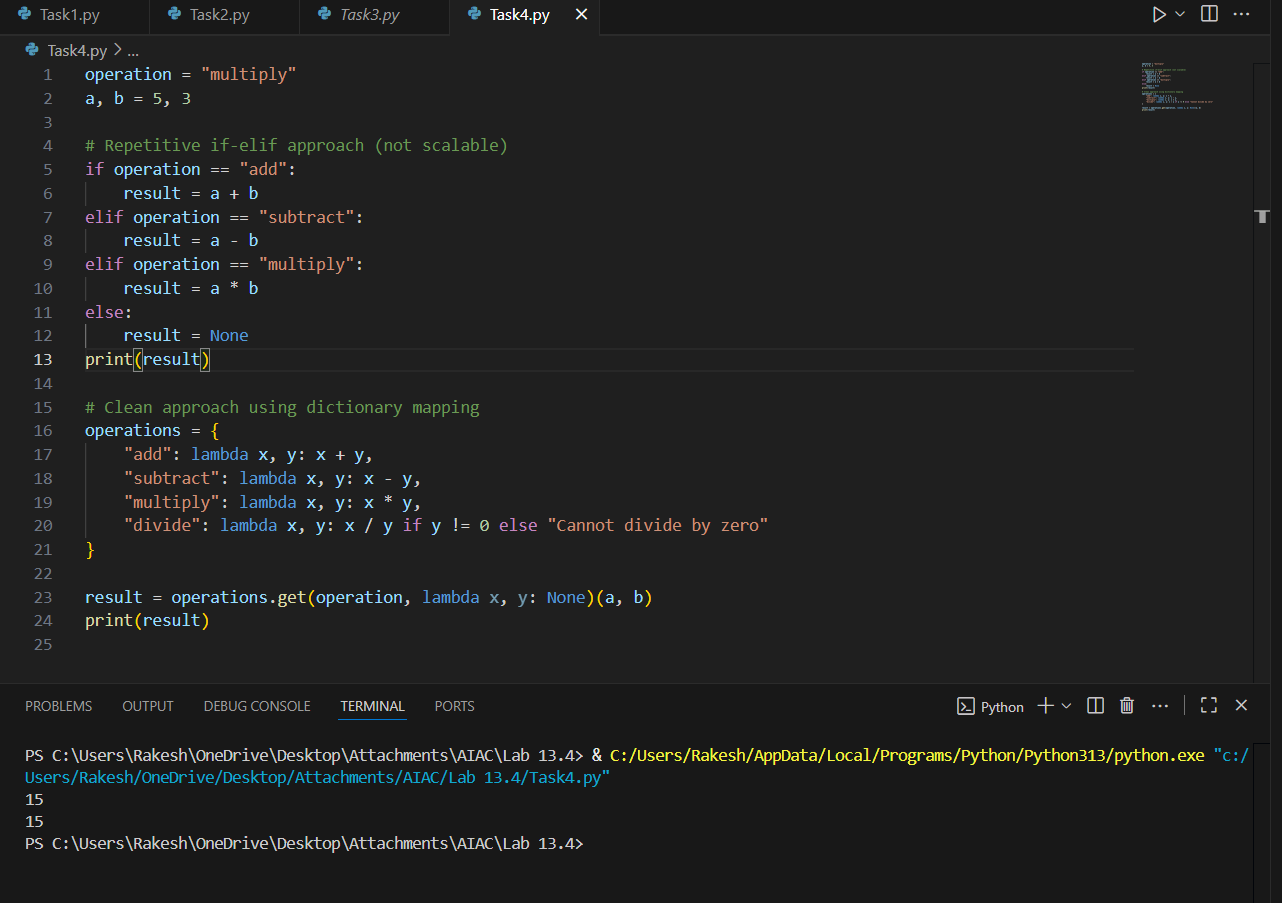 Task1.py Task2.py Task3.py Task4.py
Task4.py > ...
1 operation = "multiply"
2 a, b = 5, 3
3
4 # Repetitive if-elif approach (not scalable)
5 if operation == "add":
6     result = a + b
7 elif operation == "subtract":
8     result = a - b
9 elif operation == "multiply":
10     result = a * b
11 else:
12     result = None
13 print(result)
14
15 # Clean approach using dictionary mapping
16 operations = {
17     "add": lambda x, y: x + y,
18     "subtract": lambda x, y: x - y,
19     "multiply": lambda x, y: x * y,
20     "divide": lambda x, y: x / y if y != 0 else "Cannot divide by zero"
21 }
22
23 result = operations.get(operation, lambda x, y: None)(a, b)
24 print(result)
25
PROBLEMS OUTPUT DEBUG CONSOLE TERMINAL PORTS Python
PS C:\Users\Rakesh\OneDrive\Desktop\Attachments\AIAC\Lab 13.4> & C:/Users/Rakesh/AppData/Local/Programs/Python/Python313/python.exe "c:/
Users/Rakesh/OneDrive/Desktop/Attachments/AIAC/Lab 13.4/Task4.py"
15
15
PS C:\Users\Rakesh\OneDrive\Desktop\Attachments\AIAC\Lab 13.4>